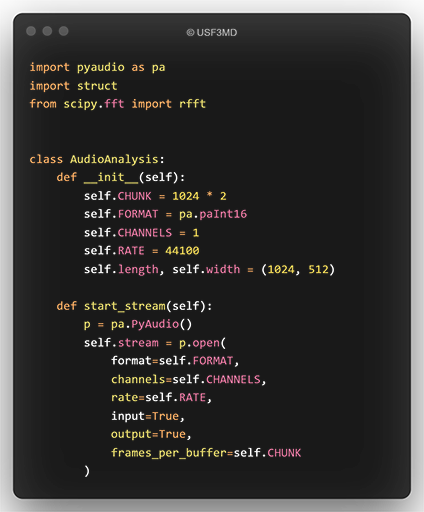 © USF3MD
import pyaudio as pa
import struct
from scipy.fft import rfft
class AudioAnalysis:
    def __init__(self):
        self.CHUNK = 1024 * 2
        self.FORMAT = pa.paInt16
        self.CHANNELS = 1
        self.RATE = 44100
        self.length, self.width = (1024, 512)
    def start_stream(self):
        p = pa.PyAudio()
        self.stream = p.open(
            format=self.FORMAT,
            channels=self.CHANNELS,
            rate=self.RATE,
            input=True,
            output=True,
            frames_per_buffer=self.CHUNK
        )